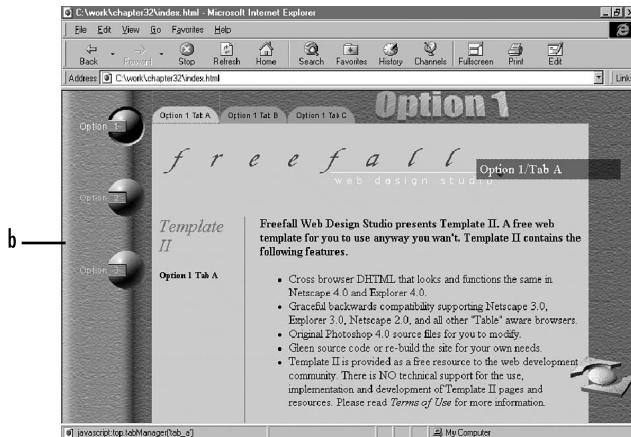 C:\work\chapter32\index.html - Microsoft Internet Explorer
File Edit View Go Favorites Help
Back Forward Stop Refresh Home Search Favorites History Channels Fullscreen Print Edit
Address C:\work\chapter32\index.html Links
Option 1
Option 1 Tab A Option 1 Tab B Option 1 Tab C
Option 1
freefall
web design studio
Option 1/Tab A
Option 2
Template
II
Option 1 Tab A
Freefall Web Design Studio presents Template II. A free web
template for you to use anyway you wan't. Template II contains the
following features.
b
Option 3
• Cross browser DHTML that looks and functions the same in
Netscape 4.0 and Explorer 4.0.
• Graceful backwards compatibility supporting Netscape 3.0,
Explorer 3.0, Netscape 2.0, and all other "Table" aware browsers.
• Original Photoshop 4.0 source files for you to modify.
• Gleen source code or re-build the site for your own needs.
• Template II is provided as a free resource to the web development
community. There is NO technical support for the use,
implementation and development of Template II pages and
resources. Please read Terms of Use for more information.
javascript:top.tabManager('tab_a') My Computer